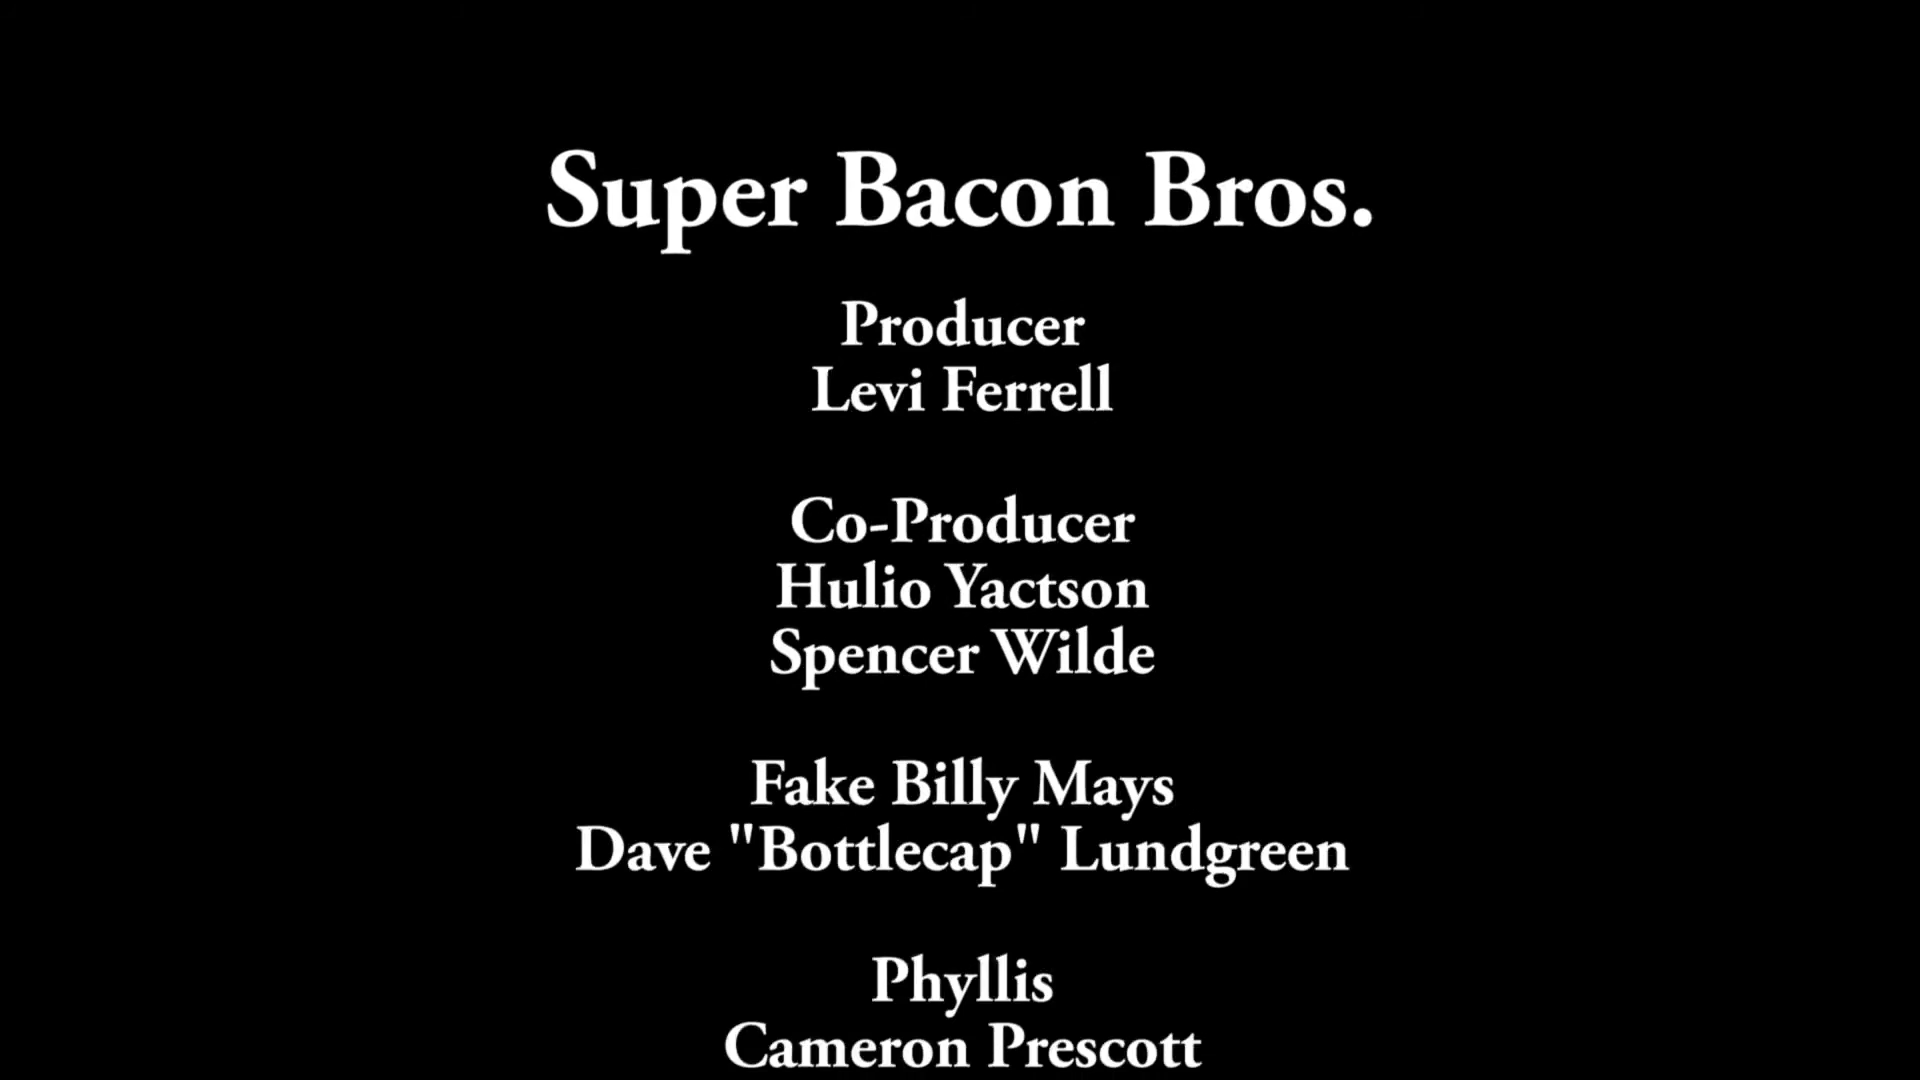 Super Bacon Bros.
Producer
Levi Ferrell
Co-Producer
Hulio Yactson
Spencer Wilde
Fake Billy Mays
Dave "Bottlecap" Lundgreen
Phyllis
Cameron Prescott